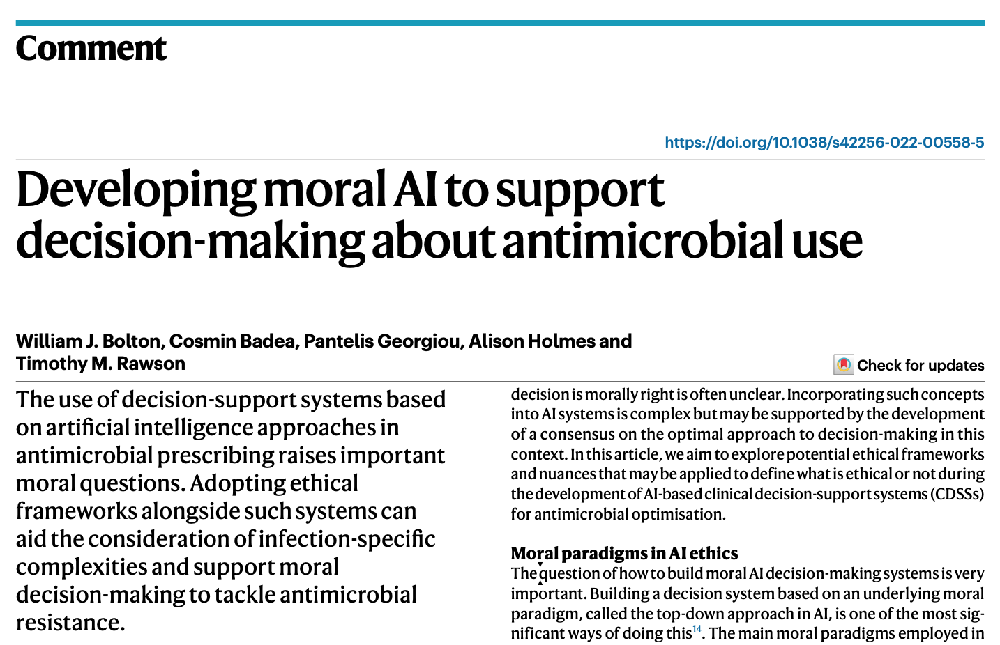 Comment
https://doi.org/10.1038/s42256-022-00558-5
Developing moral AI to support
decision-making about antimicrobial use
William J. Bolton, Cosmin Badea, Pantelis Georgiou, Alison Holmes and
Timothy M. Rawson
Check for updates
The use of decision-support systems based
on artificial intelligence approaches in
antimicrobial prescribing raises important
moral questions. Adopting ethical
frameworks alongside such systems can
aid the consideration of infection-specific
complexities and support moral
decision-making to tackle antimicrobial
resistance.
decision is morally right is often unclear. Incorporating such concepts
into AI systems is complex but may be supported by the development
of a consensus on the optimal approach to decision-making in this
context. In this article, we aim to explore potential ethical frameworks
and nuances that may be applied to define what is ethical or not during
the development of AI-based clinical decision-support systems (CDSSs)
for antimicrobial optimisation.
Moral paradigms in AI ethics
The question of how to build moral AI decision-making systems is very
important. Building a decision system based on an underlying moral
paradigm, called the top-down approach in AI, is one of the most sig-
nificant ways of doing this14. The main moral paradigms employed in